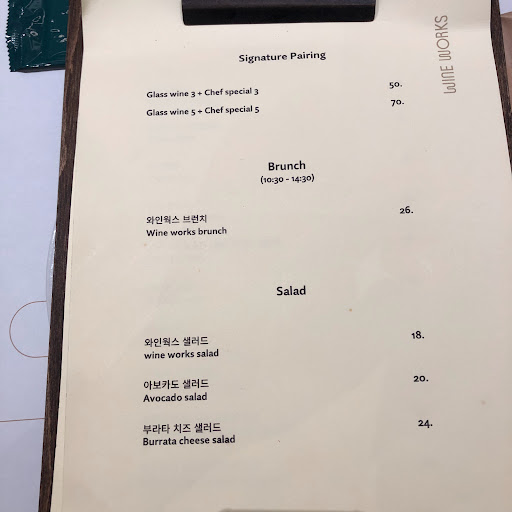 WINE WORKS
Signature Pairing
Glass wine 3 + Chef special 3 50.
Glass wine 5 + Chef special 5 70.
Brunch
(10:30 - 14:30)
와인웍스 브런치 26.
Wine works brunch
Salad
와인웍스 샐러드 18.
wine works salad
아보카도 샐러드 20.
Avocado salad
부라타 치즈 샐러드 24.
Burrata cheese salad